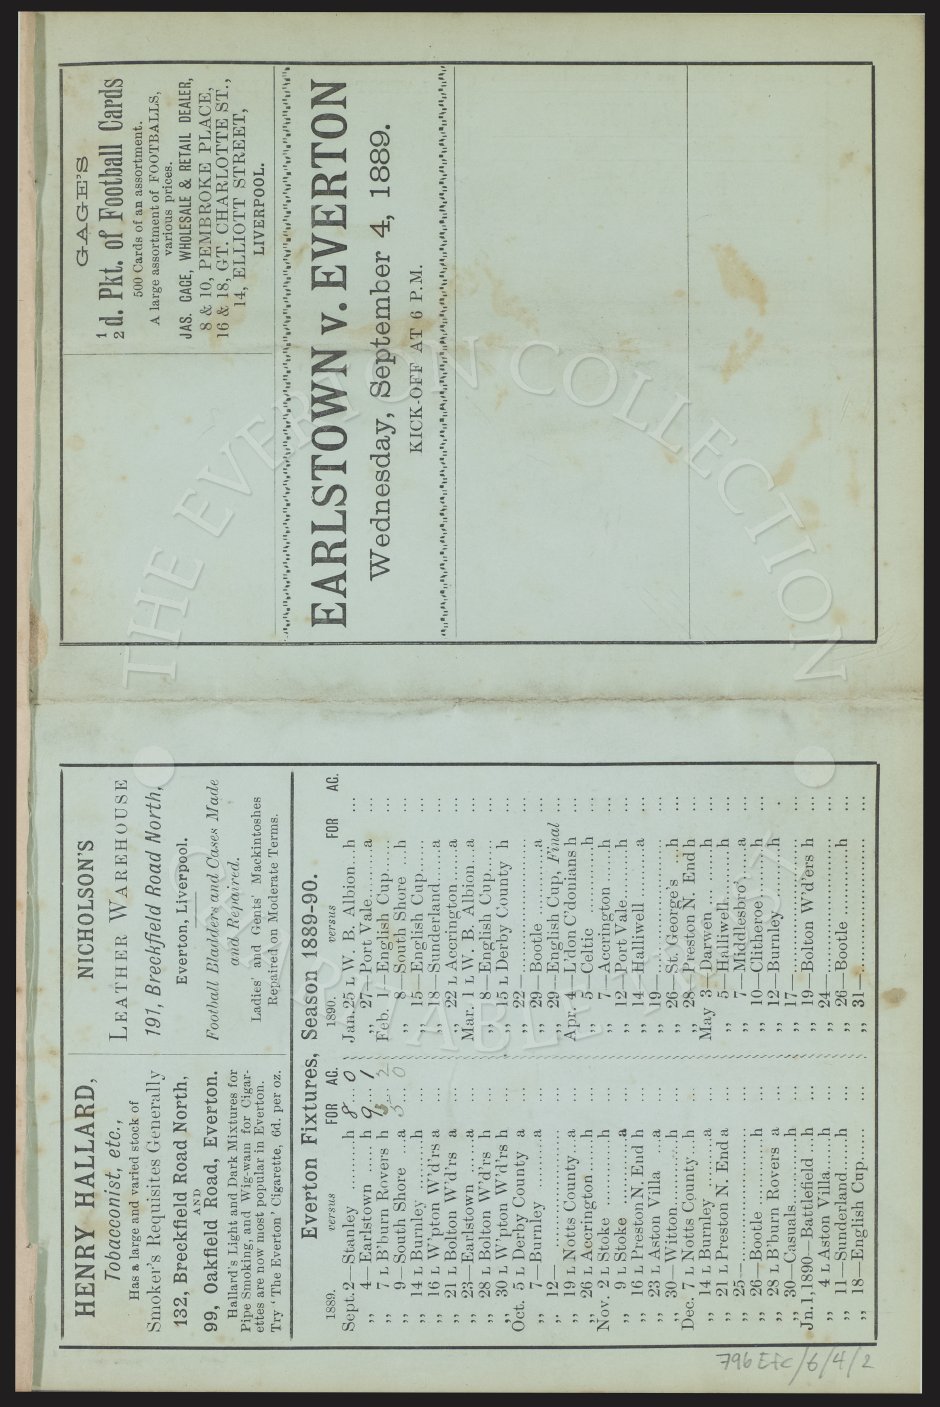 HENRY HALLARD,
Tobacconist, etc.,
Has a large and varied stock of
Smoker's Requisites Generally
132, Breckfield Road North,
AND
99, Oakfield Road, Everton.
Hallard's Light and Dark Mixtures for
Pipe Smoking, and Wig-wam for Cigar-
ettes are now most popular in Everton.
Try 'The Everton' Cigarette, 6d. per oz.
NICHOLSON'S
LEATHER WAREHOUSE
191, Breckfield Road North,
Everton, Liverpool.
Football Bladders and Cases Made
and Repaired.
Ladies' and Gents' Mackintoshes
Repaired on Moderate Terms.
Everton Fixtures, Season 1889-90.
1889. versus FOR AG.
Sept. 2—Stanley ..........h 8 0
,, 4—Earlstown ......h 9 1
,, 7 L B'burn Rovers h 3 2
,, 9—South Shore ...a 5 0
,, 14 L Burnley .........h ...
,, 16 L W'pton W'd'rs a ...
,, 21 L Bolton W'd'rs a ...
,, 23—Earlstown ......a ...
,, 28 L Bolton W'd'rs h ...
,, 30 L W'pton W'd'rs h ...
Oct. 5 L Derby County a ...
,, 7—Burnley .........a ...
,, 12—...................... ...
,, 19 L Notts County...a ...
,, 26 L Accrington ......h ...
Nov. 2 L Stoke ............h ...
,, 9 L Stoke ............a ...
,, 16 L Preston N. End h ...
,, 23 L Aston Villa ......a ...
,, 30—Witton............h ...
Dec. 7 L Notts County...h ...
,, 14 L Burnley .........a ...
,, 21 L Preston N. End a ...
,, 25—...................... ...
,, 26—Bootle ............h ...
,, 28 L B'burn Rovers a ...
,, 30—Casuals............h ...
Jn. 1, 1890—Battlefield...h ...
,, 4 L Aston Villa......h ...
,, 11—Sunderland......h ...
,, 18—English Cup...... ...
1890. versus FOR AG.
Jan. 25 L W. B. Albion...h ...
,, 27—Port Vale.........a ...
Feb. 1—English Cup...... ...
,, 8—South Shore ...h ...
,, 15—English Cup...... ...
,, 18—Sunderland......a ...
,, 22 L Accrington......a ...
Mar. 1 L W. B. Albion...a ...
,, 8—English Cup...... ...
,, 15 L Derby County h ...
,, 22—...................... ...
,, 29—Bootle ............a ...
,, 29—English Cup, Final ...
Apr. 4—L'don C'donians h ...
,, 5—Celtic ............h ...
,, 7—Accrington ......h ...
,, 12—Port Vale.........h ...
,, 14—Halliwell .........a ...
,, 19—...................... ...
,, 26—St. George's ...h ...
,, 28—Preston N. End h ...
May 3—Darwen .........h ...
,, 5—Halliwell.........h ...
,, 7—Middlesbro' ......a ...
,, 10—Clitheroe.........h ...
,, 12—Burnley .........h .
,, 17—...................... ...
,, 19—Bolton W'd'ers h ...
,, 24—...................... ...
,, 26—Bootle ............h ...
,, 31—...................... ...
796 EFC/6/4/2
GAGE'S
½d. Pkt. of Football Cards
500 Cards of an assortment.
A large assortment of FOOTBALLS,
various prices.
JAS. GAGE, WHOLESALE & RETAIL DEALER,
8 & 10, PEMBROKE PLACE,
16 & 18, GT. CHARLOTTE ST.,
14, ELLIOTT STREET,
LIVERPOOL.
EARLSTOWN v. EVERTON
Wednesday, September 4, 1889.
KICK-OFF AT 6 P.M.
THE EVERTON COLLECTION